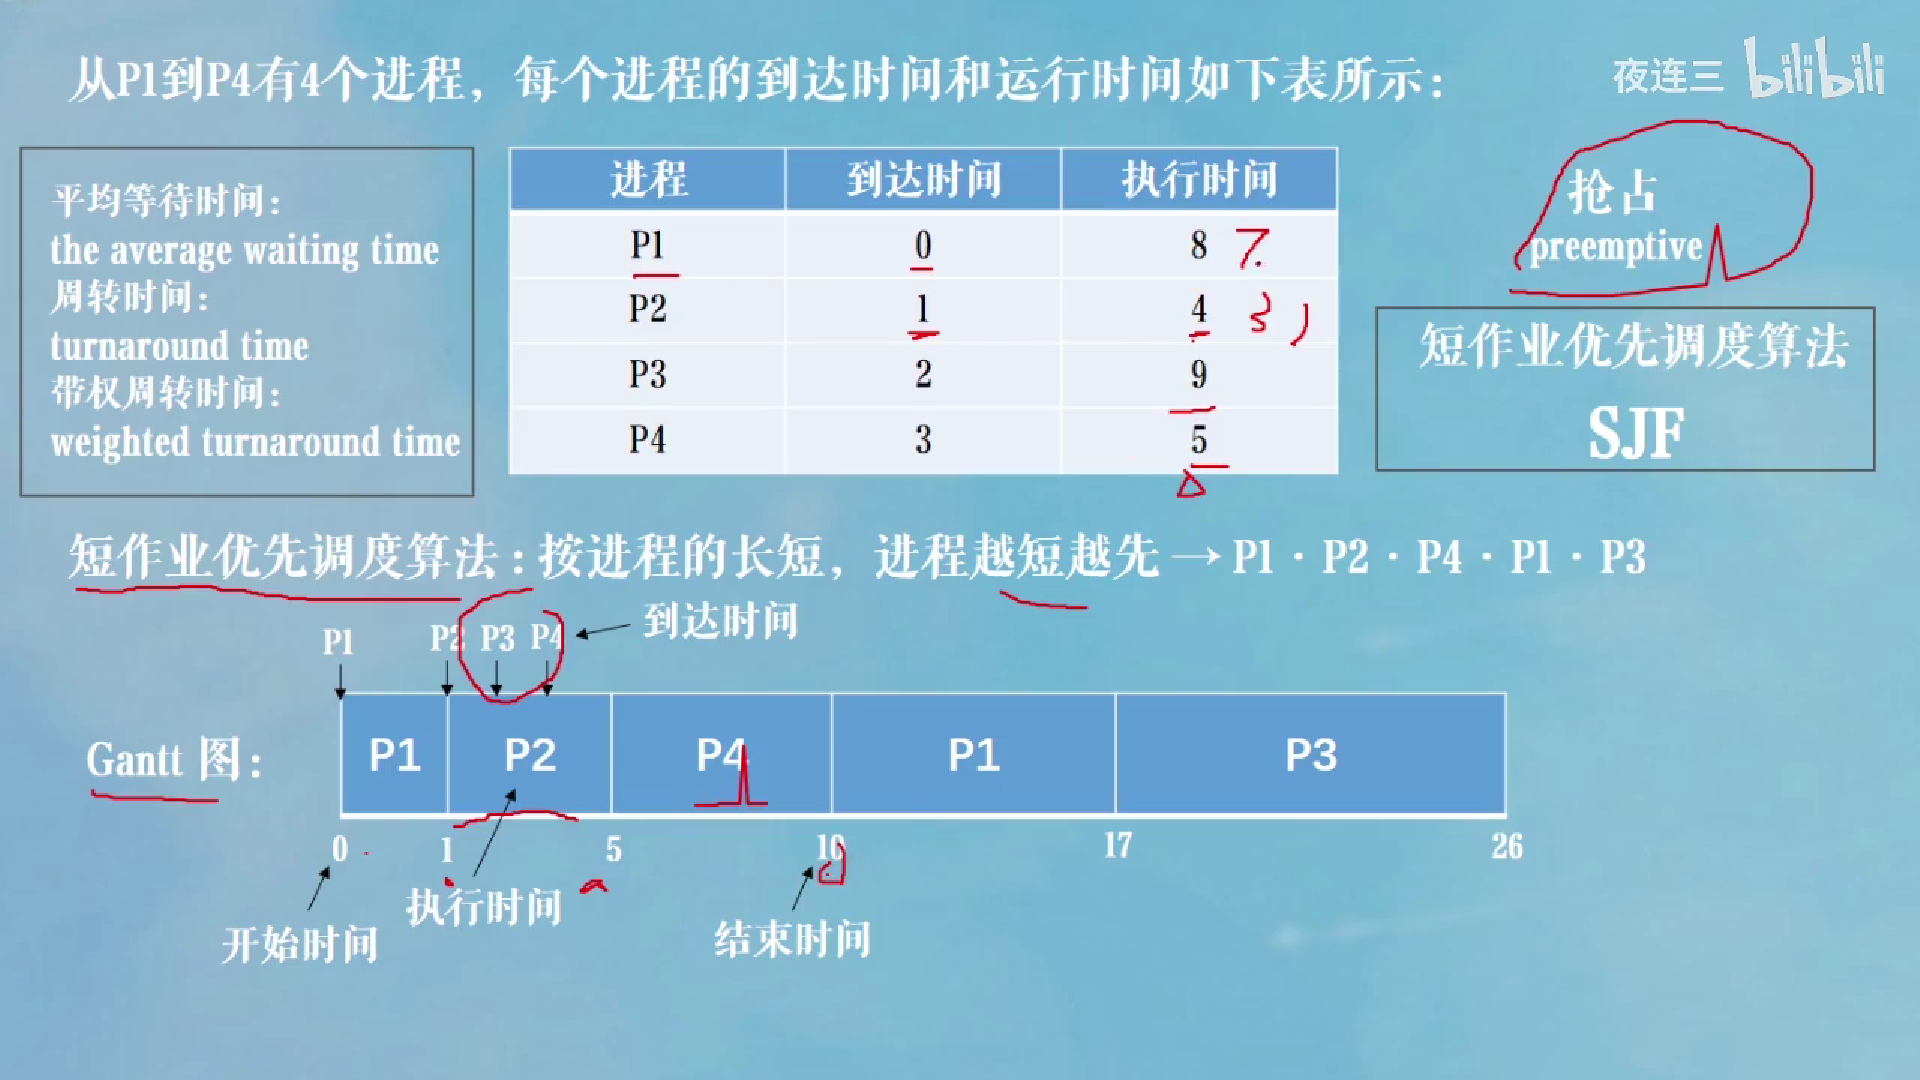 从P1到P4有4个进程，每个进程的到达时间和运行时间如下表所示：
夜连三 bilibili
平均等待时间：
the average waiting time
周转时间：
turnaround time
带权周转时间：
weighted turnaround time
进程 到达时间 执行时间
P1 0 8 7
P2 1 4 3
P3 2 9
P4 3 5
抢占
preemptive
短作业优先调度算法
SJF
短作业优先调度算法：按进程的长短，进程越短越先→P1·P2·P4·P1·P3
P1 P2 P3 P4 到达时间
Gantt 图： P1 P2 P4 P1 P3
0 1 5 10 17 26
开始时间 执行时间 结束时间